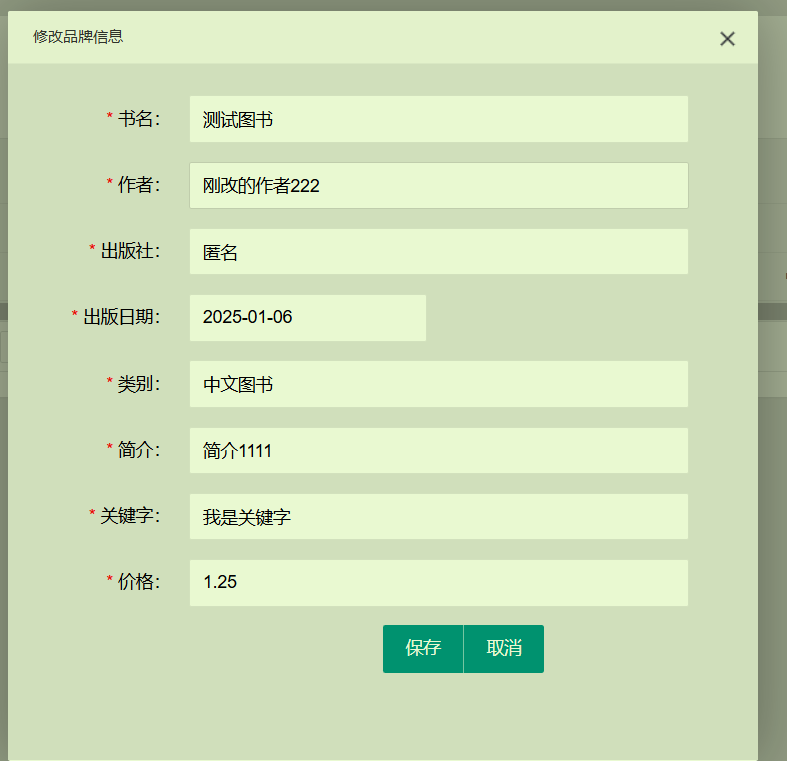 修改品牌信息
* 书名： 测试图书
* 作者： 刚改的作者222
* 出版社： 匿名
* 出版日期： 2025-01-06
* 类别： 中文图书
* 简介： 简介1111
* 关键字： 我是关键字
* 价格： 1.25
保存 取消